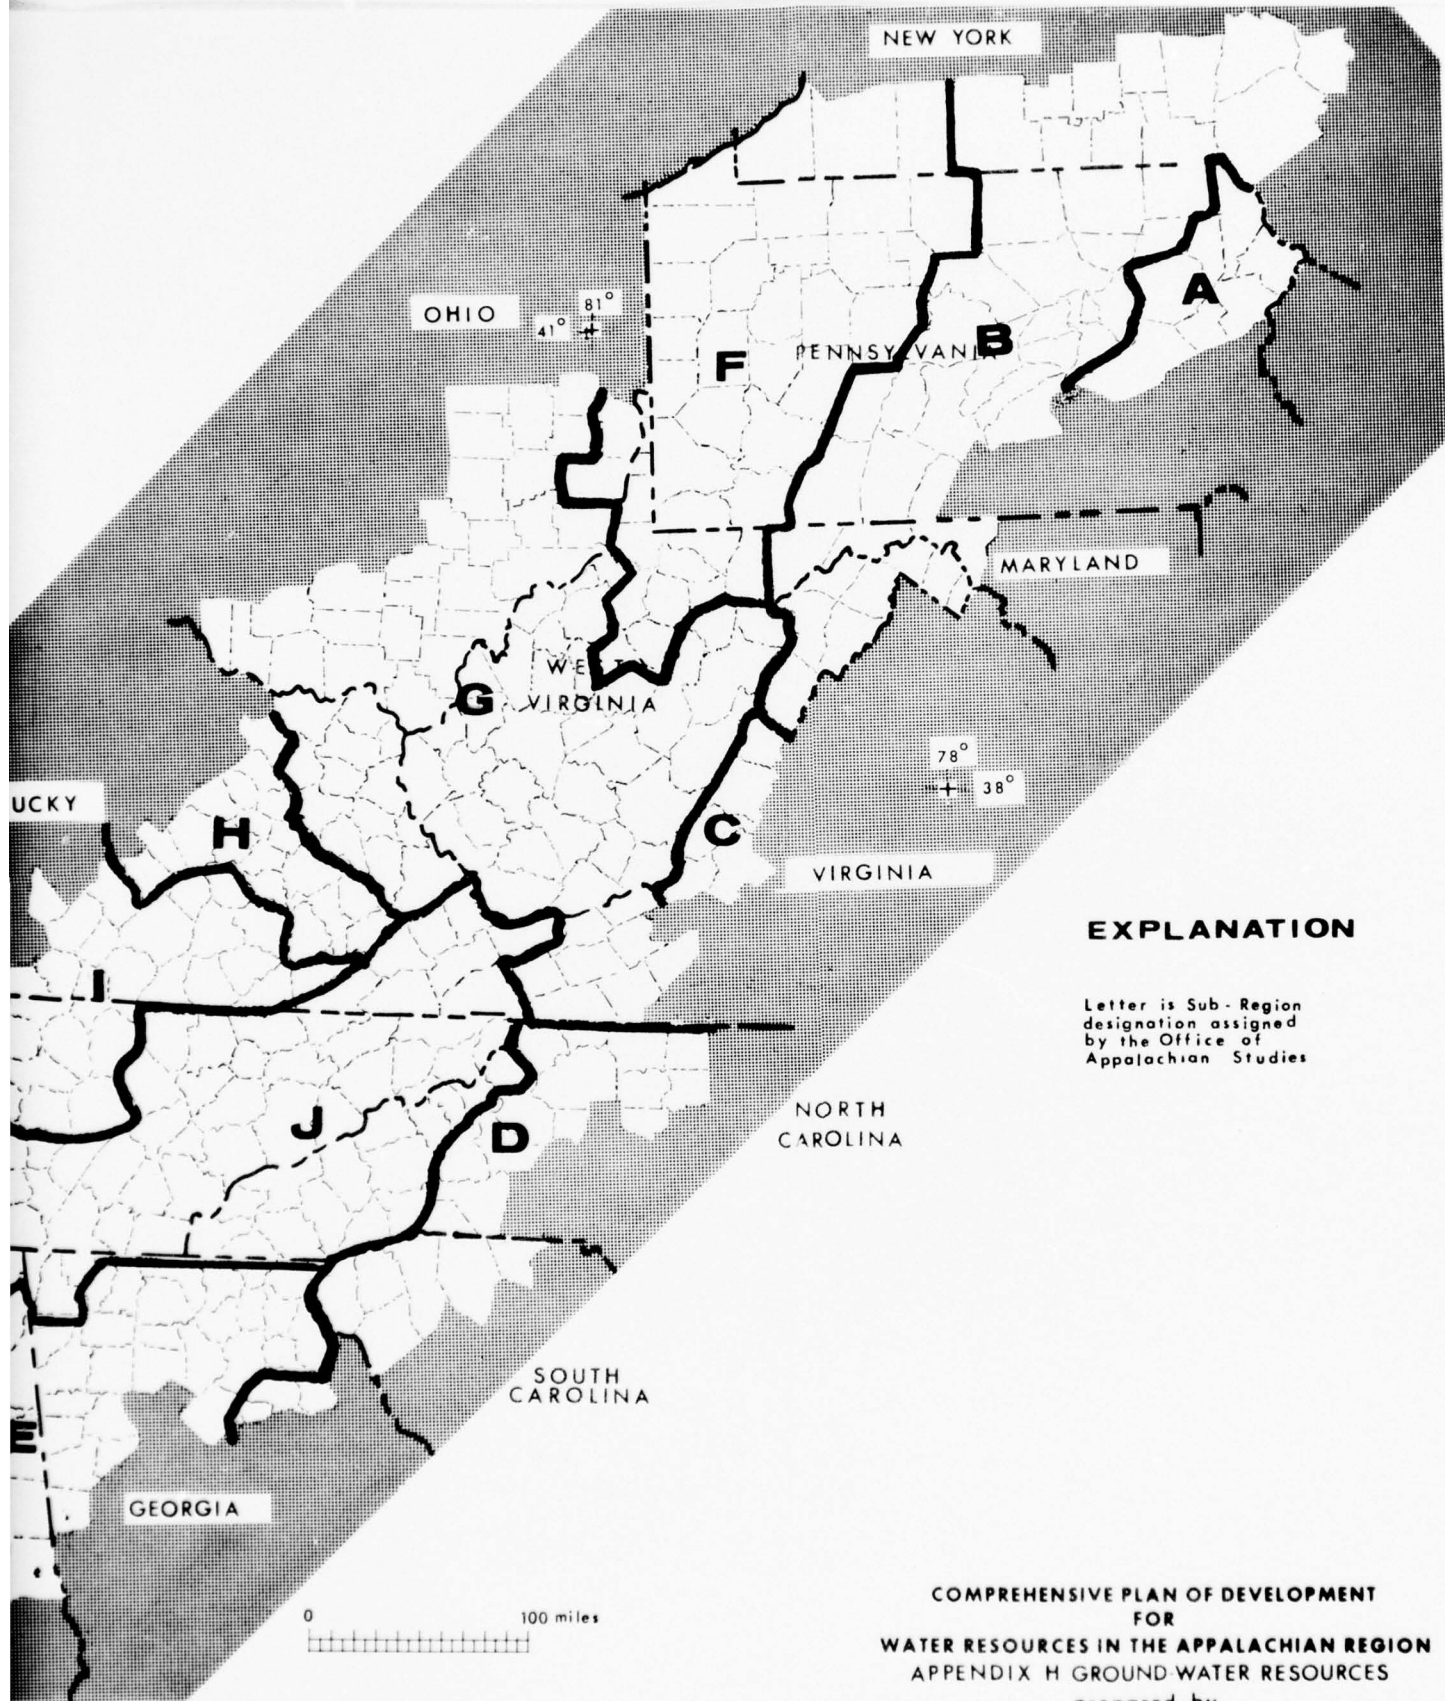 NEW YORK
A
OHIO
81°
41°
F
PENNSYLVANIA
B
MARYLAND
WEST
VIRGINIA
G
78°
38°
UCKY
H
C
VIRGINIA
EXPLANATION
I
Letter is Sub-Region
designation assigned
by the Office of
Appalachian Studies
J
D
NORTH
CAROLINA
SOUTH
CAROLINA
E
GEORGIA
0 100 miles
COMPREHENSIVE PLAN OF DEVELOPMENT
FOR
WATER RESOURCES IN THE APPALACHIAN REGION
APPENDIX H GROUND-WATER RESOURCES
prepared by